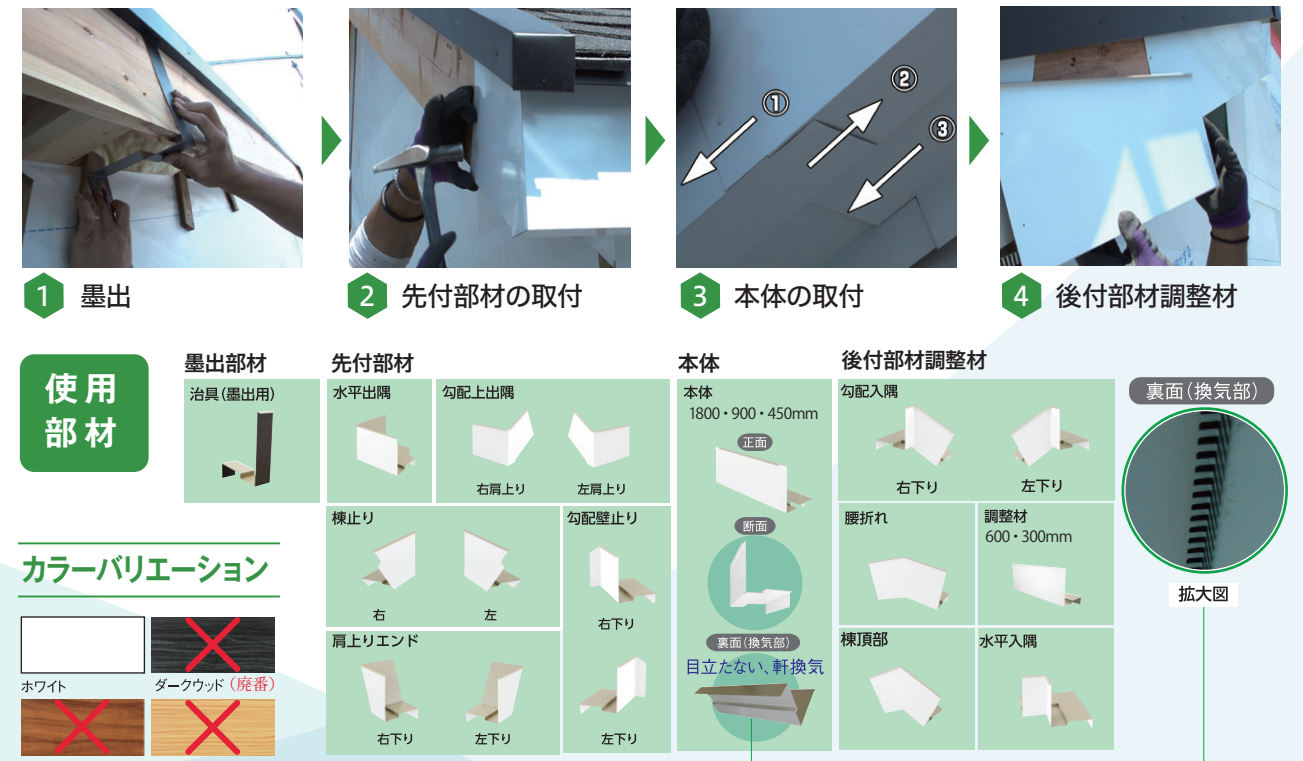 ① ② ③
1 墨出
2 先付部材の取付
3 本体の取付
4 後付部材調整材
使用
部材
墨出部材
治具(墨出用)
先付部材
水平出隅
勾配上出隅
右肩上り
左肩上り
棟止り
右
左
勾配壁止り
右下り
左下り
肩上りエンド
右下り
左下り
本体
本体
1800・900・450mm
正面
断面
裏面(換気部)
目立たない、軒換気
後付部材調整材
勾配入隅
右下り
左下り
腰折れ
調整材
600・300mm
棟頂部
水平入隅
裏面(換気部)
拡大図
カラーバリエーション
ホワイト
ダークウッド(廃番)